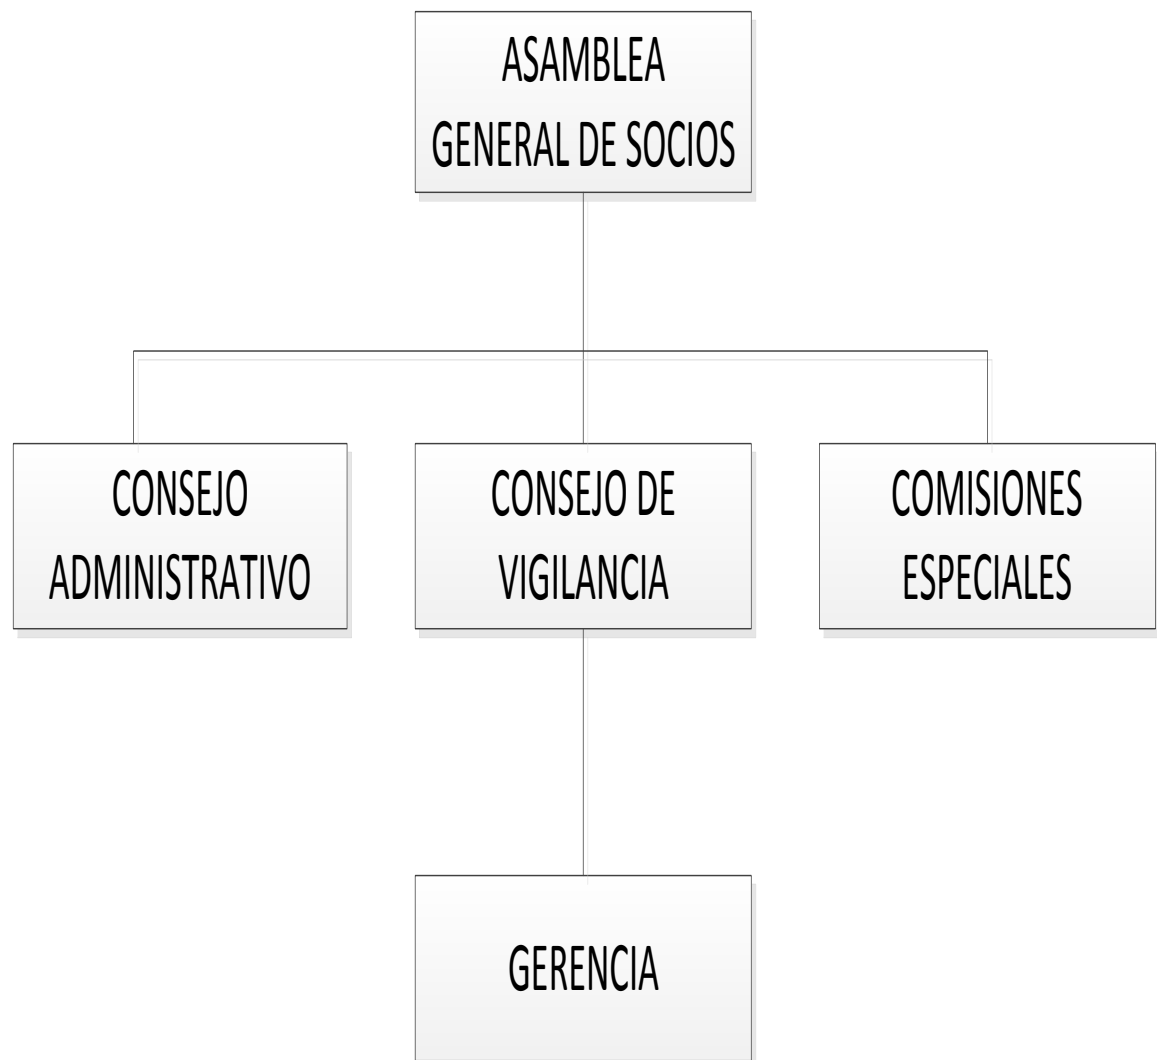 ASAMBLEA
GENERAL DE SOCIOS
CONSEJO
ADMINISTRATIVO
CONSEJO DE
VIGILANCIA
COMISIONES
ESPECIALES
GERENCIA